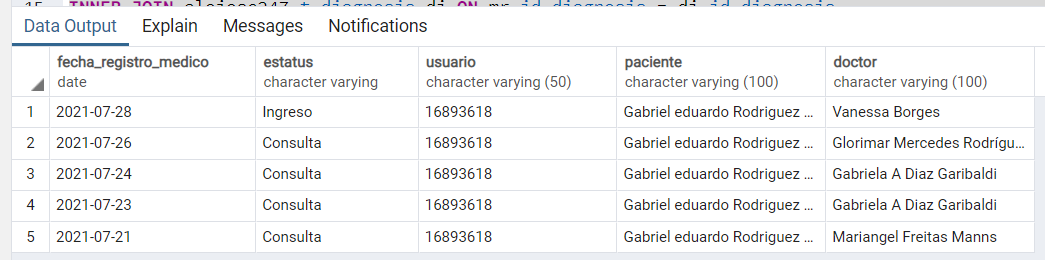 Data Output Explain Messages Notifications
fecha_registro_medico estatus usuario paciente doctor
date character varying character varying (50) character varying (100) character varying (100)
1 2021-07-28 Ingreso 16893618 Gabriel eduardo Rodriguez ... Vanessa Borges
2 2021-07-26 Consulta 16893618 Gabriel eduardo Rodriguez ... Glorimar Mercedes Rodrígu...
3 2021-07-24 Consulta 16893618 Gabriel eduardo Rodriguez ... Gabriela A Diaz Garibaldi
4 2021-07-23 Consulta 16893618 Gabriel eduardo Rodriguez ... Gabriela A Diaz Garibaldi
5 2021-07-21 Consulta 16893618 Gabriel eduardo Rodriguez ... Mariangel Freitas Manns